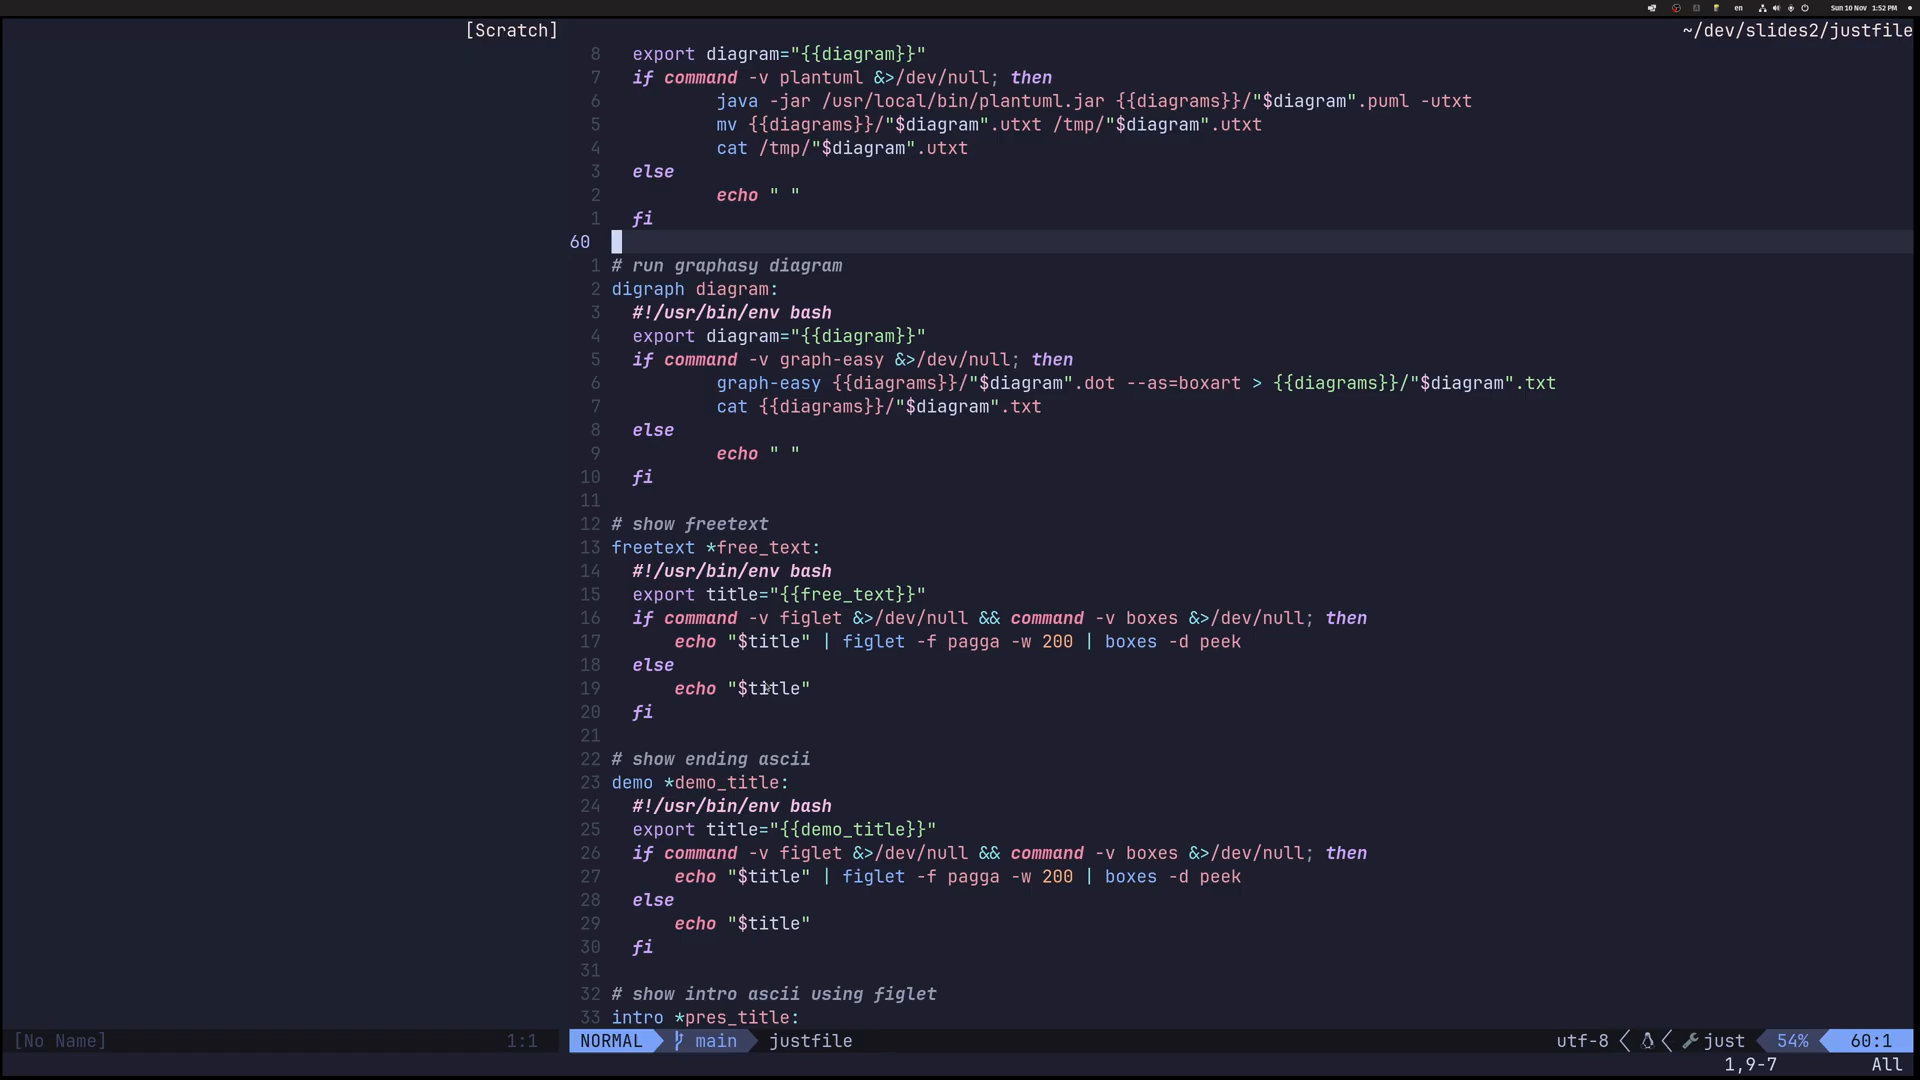 en Sun 10 Nov 1:52 PM
[Scratch] ~/dev/slides2/justfile
8 export diagram="{{diagram}}"
7 if command -v plantuml &>/dev/null; then
6 java -jar /usr/local/bin/plantuml.jar {{diagrams}}/"$diagram".puml -utxt
5 mv {{diagrams}}/"$diagram".utxt /tmp/"$diagram".utxt
4 cat /tmp/"$diagram".utxt
3 else
2 echo " "
1 fi
60
1 # run graphasy diagram
2 digraph diagram:
3 #!/usr/bin/env bash
4 export diagram="{{diagram}}"
5 if command -v graph-easy &>/dev/null; then
6 graph-easy {{diagrams}}/"$diagram".dot --as=boxart > {{diagrams}}/"$diagram".txt
7 cat {{diagrams}}/"$diagram".txt
8 else
9 echo " "
10 fi
11
12 # show freetext
13 freetext *free_text:
14 #!/usr/bin/env bash
15 export title="{{free_text}}"
16 if command -v figlet &>/dev/null && command -v boxes &>/dev/null; then
17 echo "$title" | figlet -f pagga -w 200 | boxes -d peek
18 else
19 echo "$title"
20 fi
21
22 # show ending ascii
23 demo *demo_title:
24 #!/usr/bin/env bash
25 export title="{{demo_title}}"
26 if command -v figlet &>/dev/null && command -v boxes &>/dev/null; then
27 echo "$title" | figlet -f pagga -w 200 | boxes -d peek
28 else
29 echo "$title"
30 fi
31
32 # show intro ascii using figlet
33 intro *pres_title:
[No Name] 1:1 NORMAL main justfile utf-8 just 54% 60:1
1,9-7 All